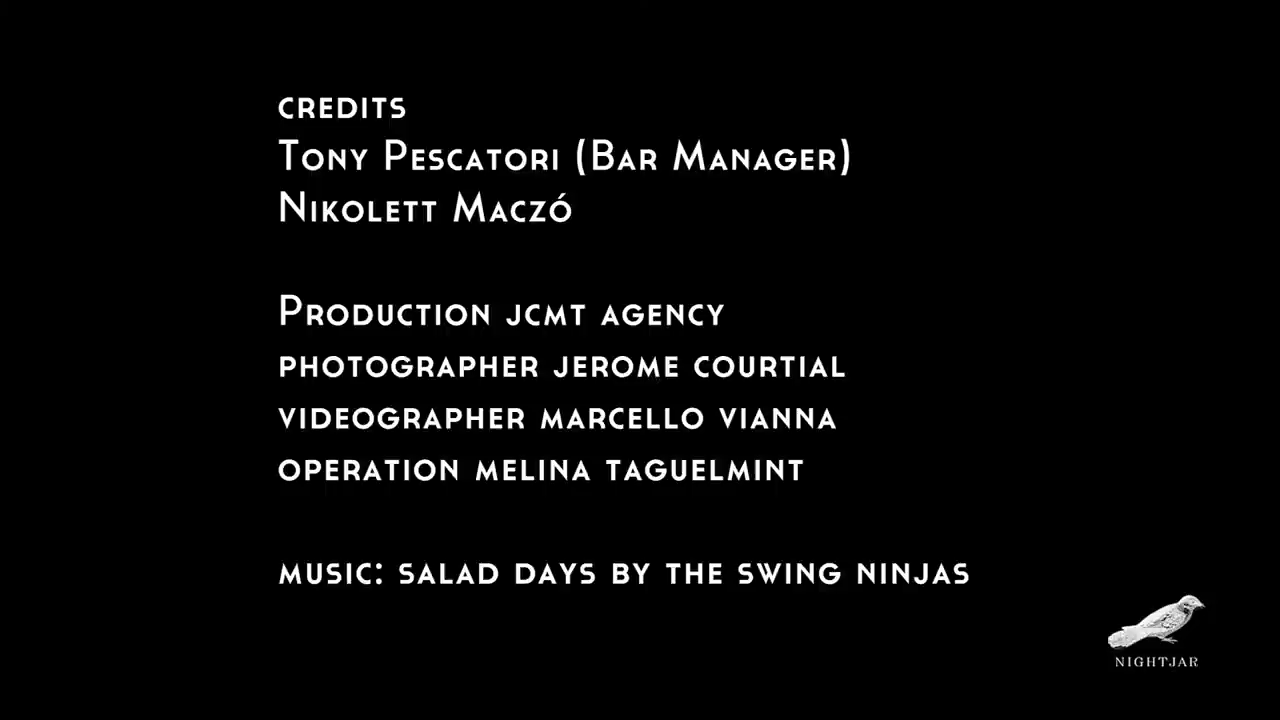 CREDITS
TONY PESCATORI (BAR MANAGER)
NIKOLETT MACZÓ
PRODUCTION JCMT AGENCY
PHOTOGRAPHER JEROME COURTIAL
VIDEOGRAPHER MARCELLO VIANNA
OPERATION MELINA TAGUELMINT
MUSIC: SALAD DAYS BY THE SWING NINJAS
NIGHTJAR